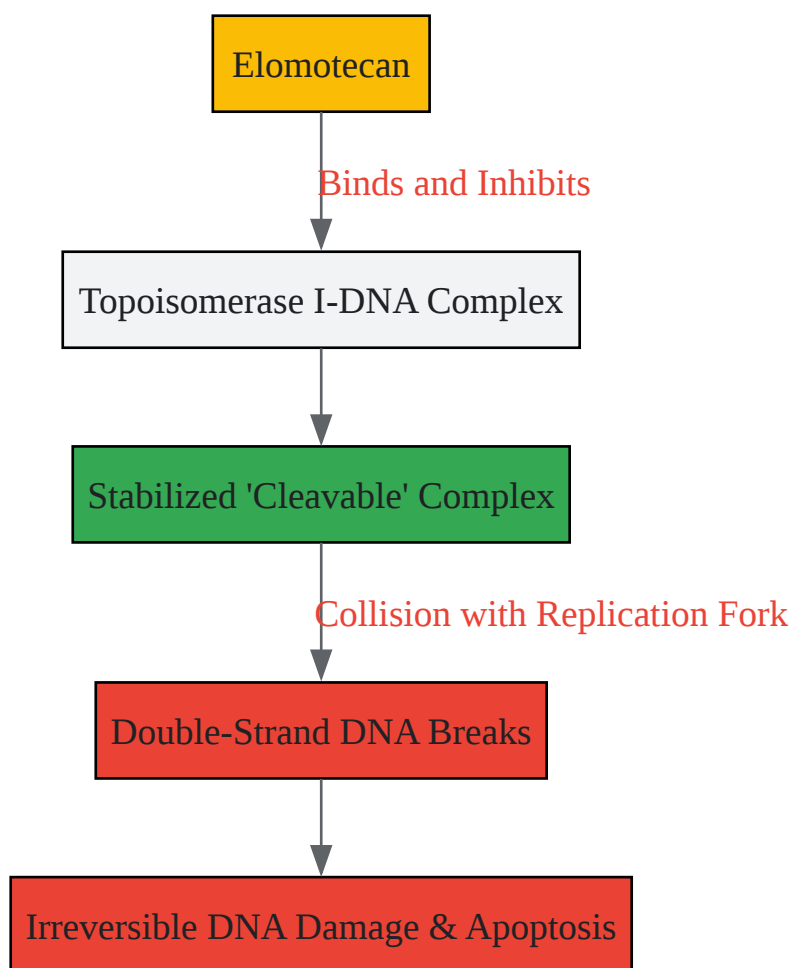 Elomotecan
Binds and Inhibits
Topoisomerase I-DNA Complex
Stabilized 'Cleavable' Complex
Collision with Replication Fork
Double-Strand DNA Breaks
Irreversible DNA Damage & Apoptosis